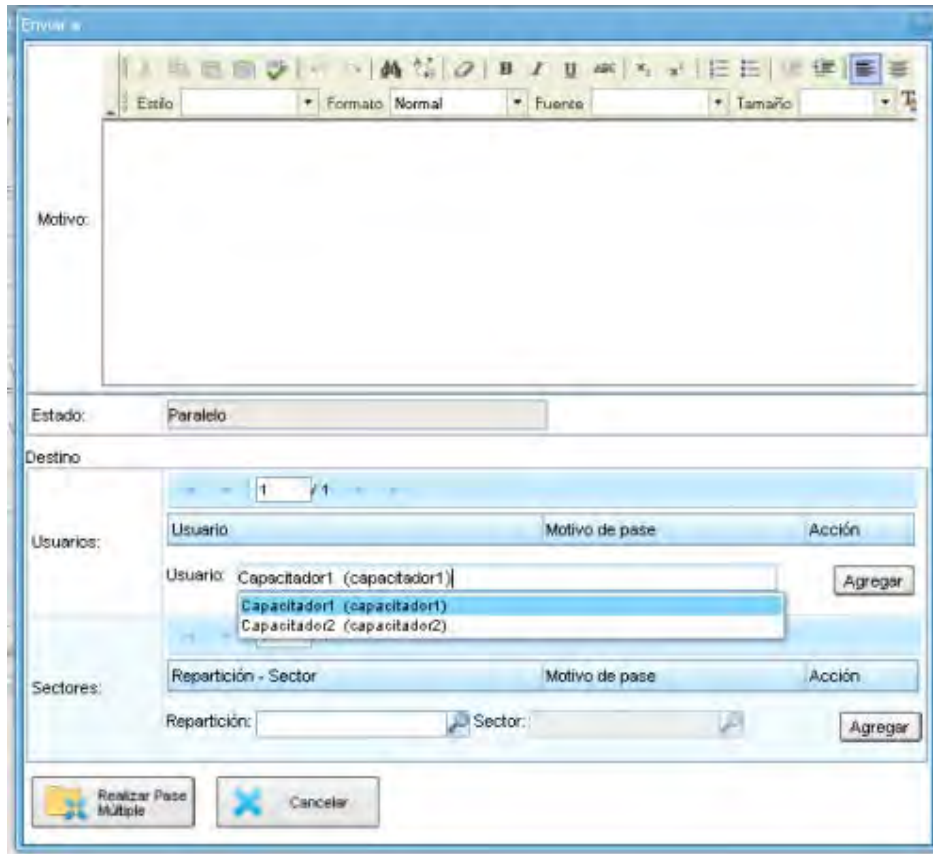 Enviar a
B I U ABC
Estilo Formato Normal Fuente Tamaño
Motivo:
Estado: Paralelo
Destino
1 / 1
Usuarios:
Usuario Motivo de pase Acción
Usuario: Capacitador1 (capacitador1) Agregar
Capacitador1 (capacitador1)
Capacitador2 (capacitador2)
Sectores:
Repartición - Sector Motivo de pase Acción
Repartición: Sector: Agregar
Realizar Pase
Múltiple
Cancelar